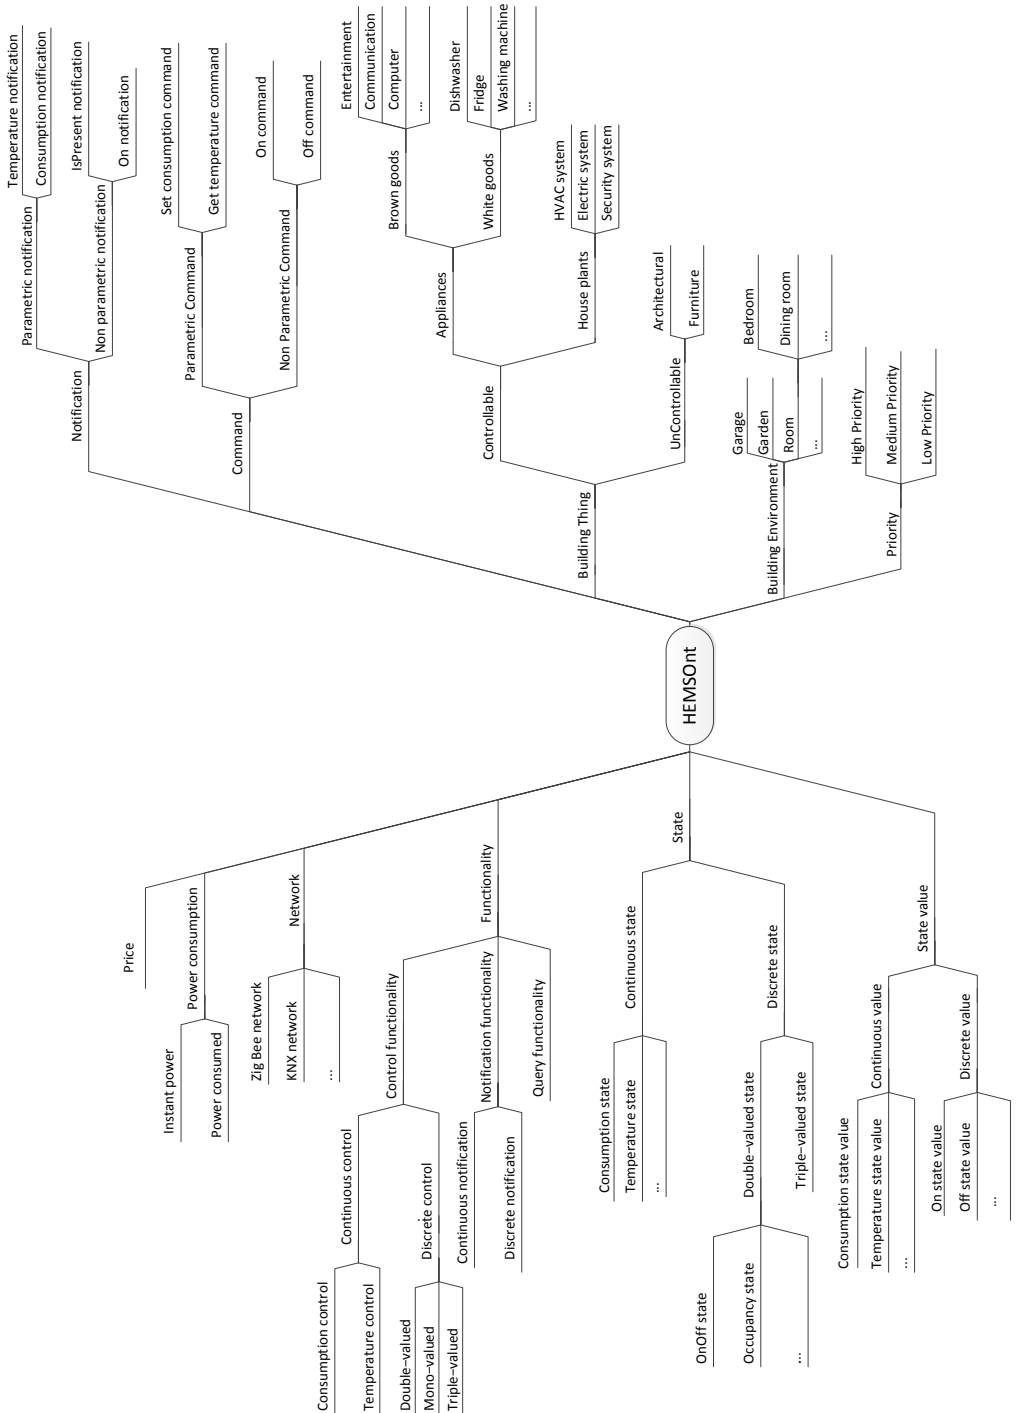 HEMSOnt
Price
Power consumption
Instant power
Power consumed
Network
Zig Bee network
KNX network
...
Functionality
Control functionality
Continuous control
Consumption control
Temperature control
Discrete control
Double-valued
Mono-valued
Triple-valued
Notification functionality
Continuous notification
Discrete notification
Query functionality
State
Continuous state
Consumption state
Temperature state
...
Discrete state
Double-valued state
OnOff state
Occupancy state
...
Triple-valued state
State value
Continuous value
Consumption state value
Temperature state value
...
Discrete value
On state value
Off state value
...
Notification
Parametric notification
Temperature notification
Consumption notification
Non parametric notification
IsPresent notification
On notification
Command
Parametric Command
Set consumption command
Get temperature command
Non Parametric Command
On command
Off command
Building Thing
Controllable
Appliances
Brown goods
Entertainment
Communication
Computer
...
White goods
Dishwasher
Fridge
Washing machine
...
House plants
HVAC system
Electric system
Security system
UnControllable
Architectural
Furniture
Building Environment
Garage
Garden
Room
...
Bedroom
Dining room
...
Priority
High Priority
Medium Priority
Low Priority